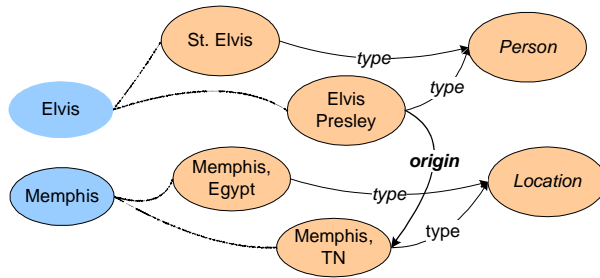 St. Elvis
type
Person
Elvis
Elvis
Presley
type
origin
Memphis
Memphis,
Egypt
type
Location
Memphis,
TN
type